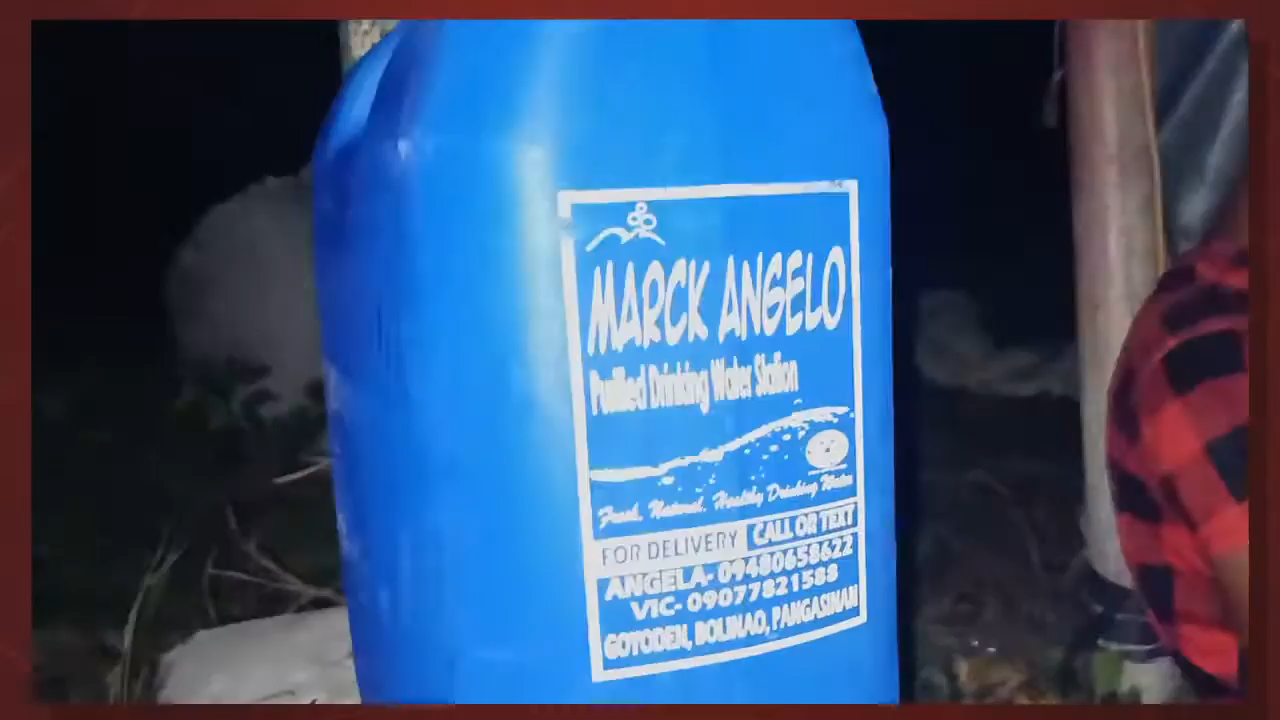 MARCK ANGELO
Purified Drinking Water Station
Fresh, Natural, Healthy Drinking Water
FOR DELIVERY CALL OR TEXT
ANGELA- 09480658622
VIC- 09077821588
GOYODEN, BOLINAO, PANGASINAN